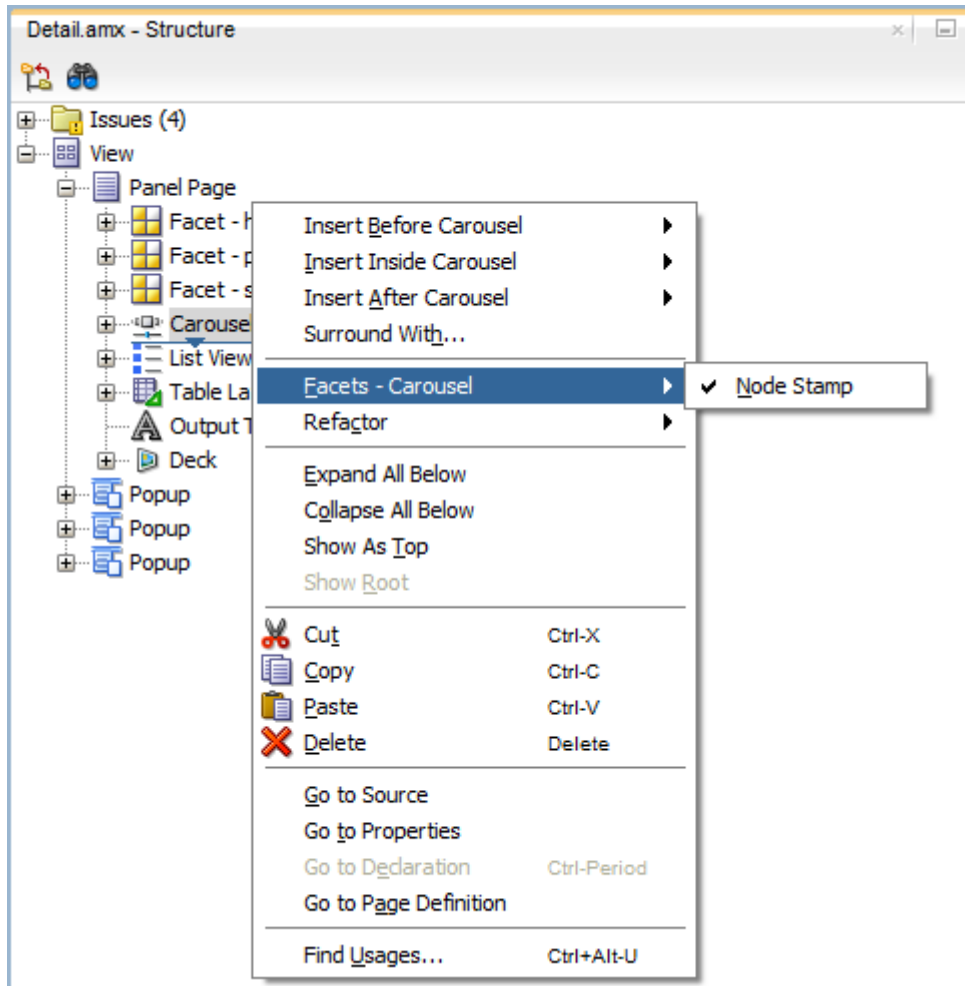 Detail.amx - Structure
Issues (4)
View
Panel Page
Facet -
Facet -
Facet -
Carousel
List View
Table
Output
Deck
Popup
Popup
Popup
Insert Before Carousel
Insert Inside Carousel
Insert After Carousel
Surround With...
Facets - Carousel
Node Stamp
Refactor
Expand All Below
Collapse All Below
Show As Top
Show Root
Cut Ctrl-X
Copy Ctrl-C
Paste Ctrl-V
Delete Delete
Go to Source
Go to Properties
Go to Declaration Ctrl-Period
Go to Page Definition
Find Usages... Ctrl+Alt-U